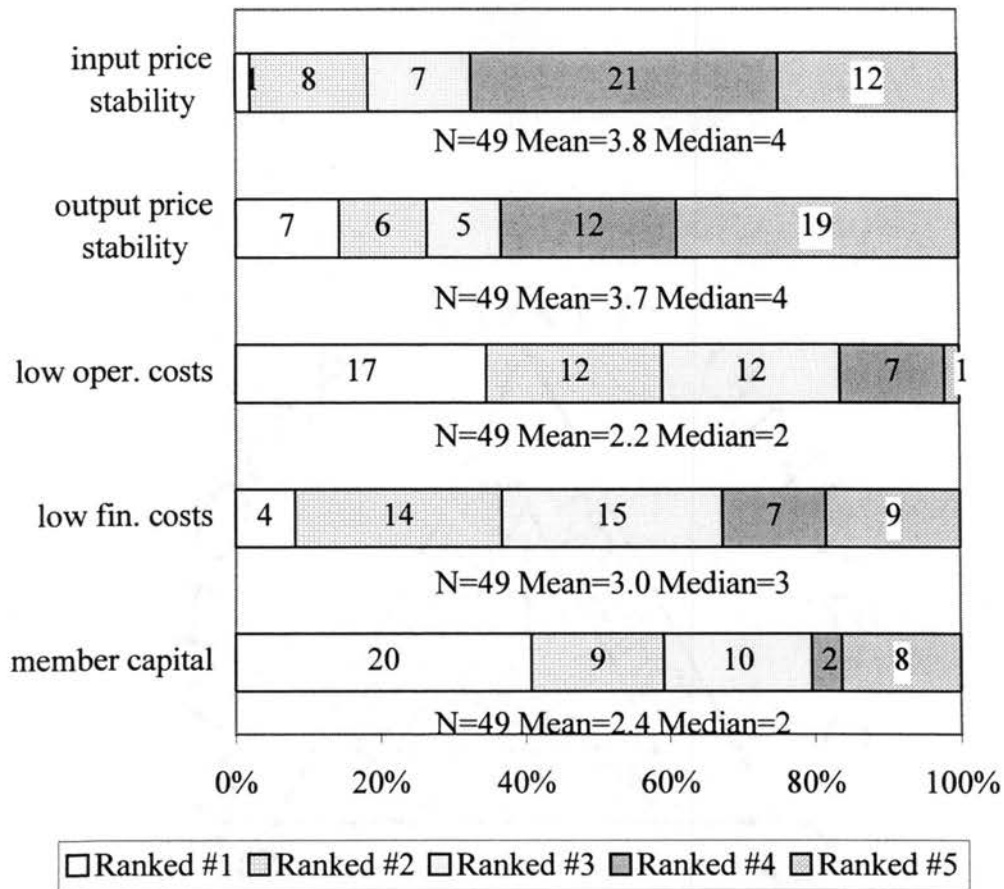 input price
stability
1 8 7 21 12
N=49 Mean=3.8 Median=4
output price
stability
7 6 5 12 19
N=49 Mean=3.7 Median=4
low oper. costs
17 12 12 7 1
N=49 Mean=2.2 Median=2
low fin. costs
4 14 15 7 9
N=49 Mean=3.0 Median=3
member capital
20 9 10 2 8
N=49 Mean=2.4 Median=2
0% 20% 40% 60% 80% 100%
Ranked #1 Ranked #2 Ranked #3 Ranked #4 Ranked #5